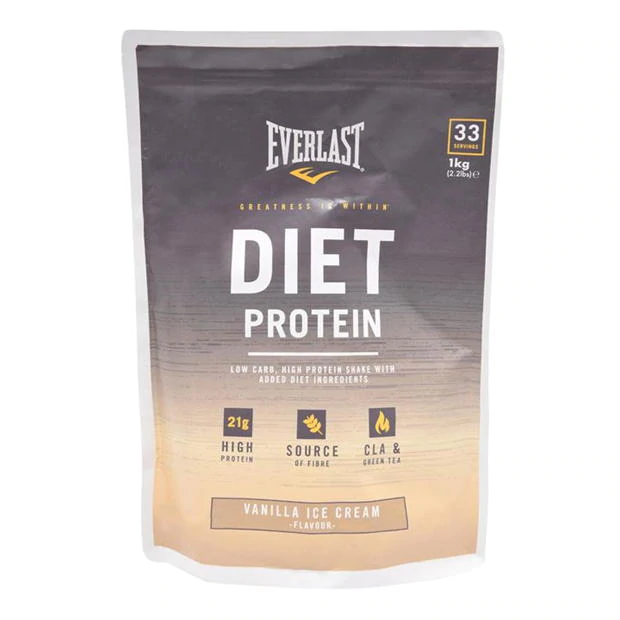 EVERLAST
33
SERVINGS
1kg
(2.2lbs)℮
GREATNESS IS WITHIN
DIET
PROTEIN
LOW CARB, HIGH PROTEIN SHAKE WITH
ADDED DIET INGREDIENTS
21g
HIGH
PROTEIN
SOURCE
OF FIBRE
CLA &
GREEN TEA
VANILLA ICE CREAM
-FLAVOUR-